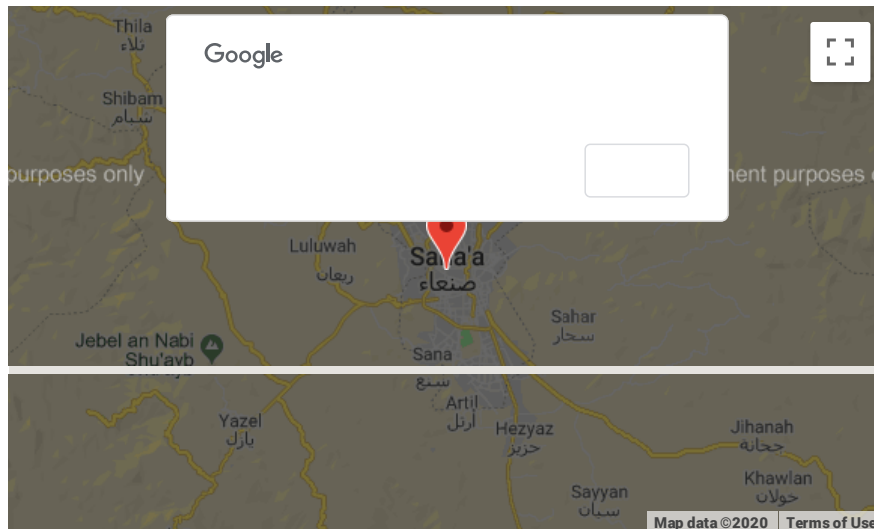 Thila
ثلاء
Google
Shibam
شبام
purposes only
ment purposes
Luluwah
ريعان
Sana'a
صنعاء
Sahar
سحار
Jebel an Nabi
Shu'ayb
Sana
سنع
Artil
أرتل
Yazel
يازل
Hezyaz
حزيز
Jihanah
جحانة
Khawlan
خولان
Sayyan
سيان
Map data ©2020 Terms of Use